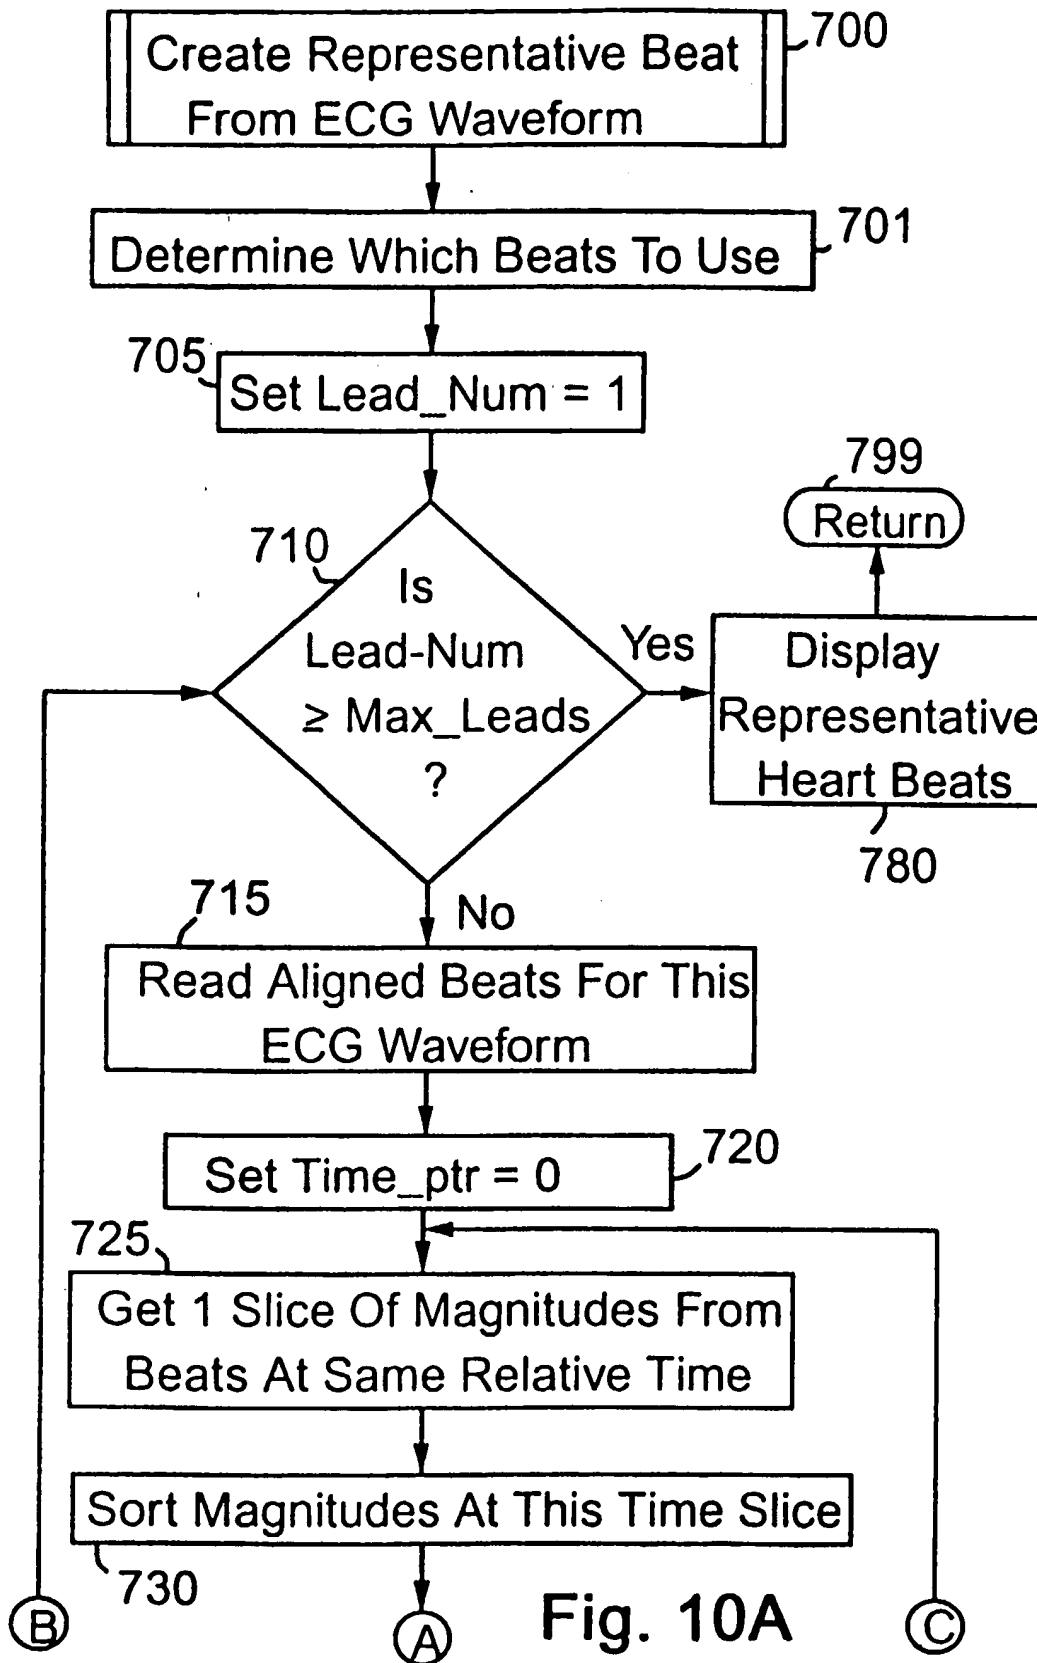 Create Representative Beat
From ECG Waveform
700
Determine Which Beats To Use
701
705
Set Lead_Num = 1
799
Return
710
Is
Lead-Num
≥ Max_Leads
?
Yes
Display
Representative
Heart Beats
780
No
715
Read Aligned Beats For This
ECG Waveform
Set Time_ptr = 0
720
725
Get 1 Slice Of Magnitudes From
Beats At Same Relative Time
Sort Magnitudes At This Time Slice
730
B
A
Fig. 10A
C